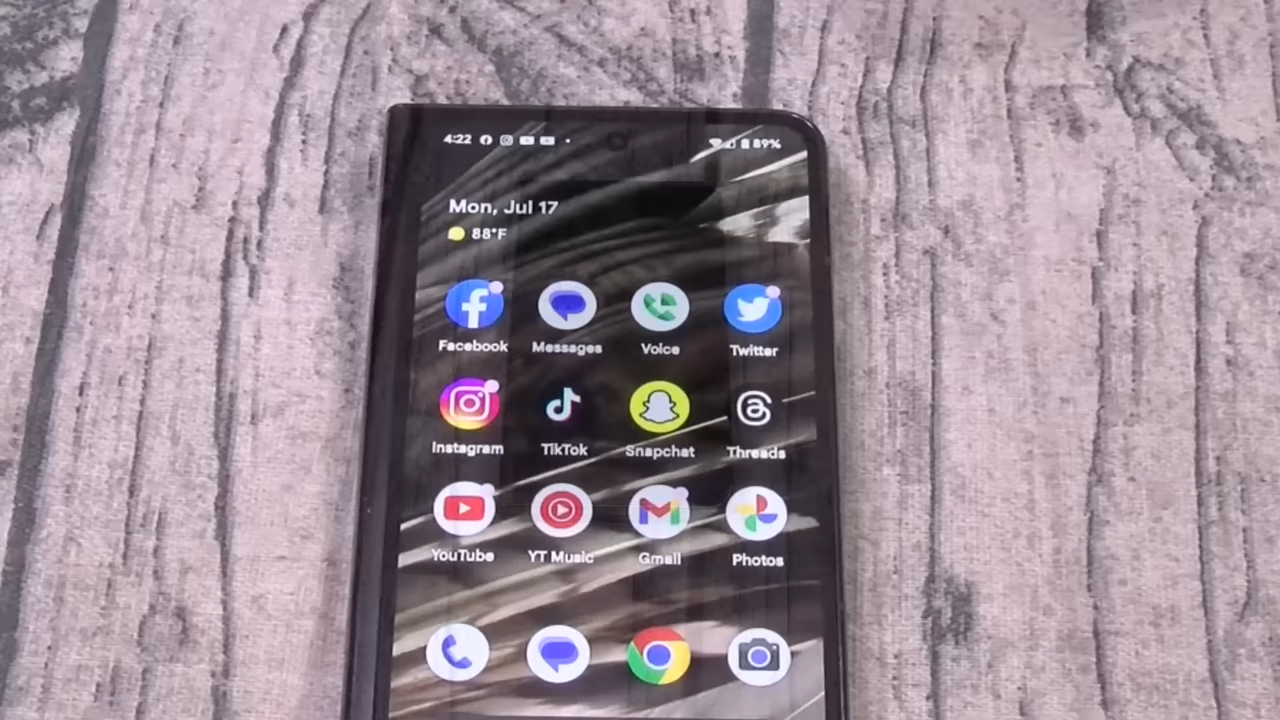 4:22 89%
Mon, Jul 17
88°F
Facebook Messages Voice Twitter
Instagram TikTok Snapchat Threads
YouTube YT Music Gmail Photos